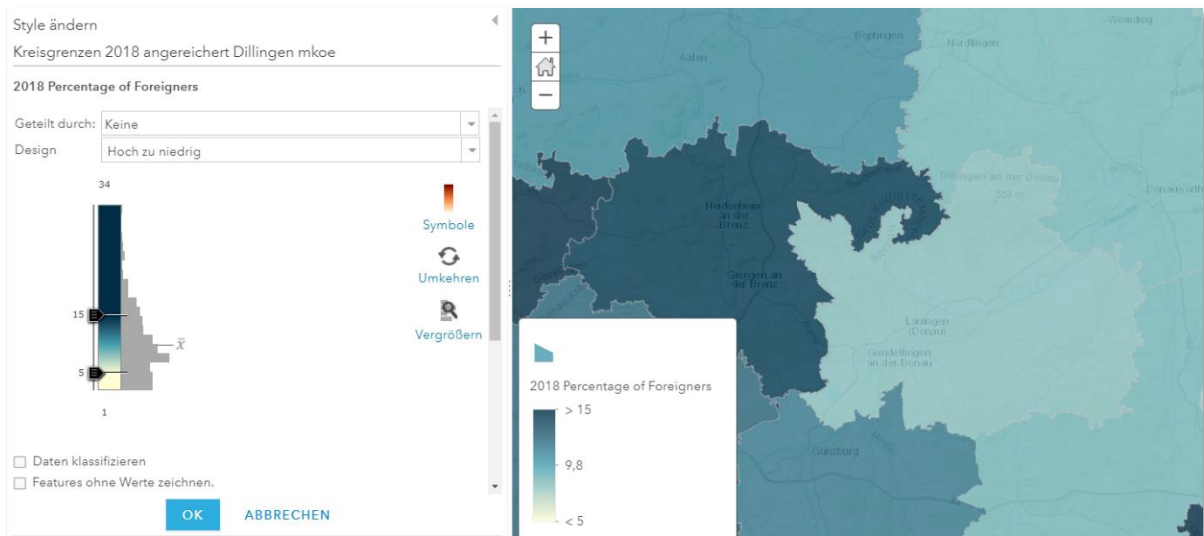 Style ändern
Kreisgrenzen 2018 angereichert Dillingen mkoe
2018 Percentage of Foreigners
Geteilt durch: Keine
Design Hoch zu niedrig
34
15
x̄
5
1
Symbole
Umkehren
Vergrößern
Daten klassifizieren
Features ohne Werte zeichnen.
OK ABBRECHEN
+
−
Wemding
Bopfingen
Nördlingen
Aalen
Dillingen an der Donau
559 m
Heidenheim
an der
Brenz
Giengen an
der Brenz
Lauingen
(Donau)
Gundelfingen
an der Donau
Günzburg
2018 Percentage of Foreigners
> 15
9,8
< 5